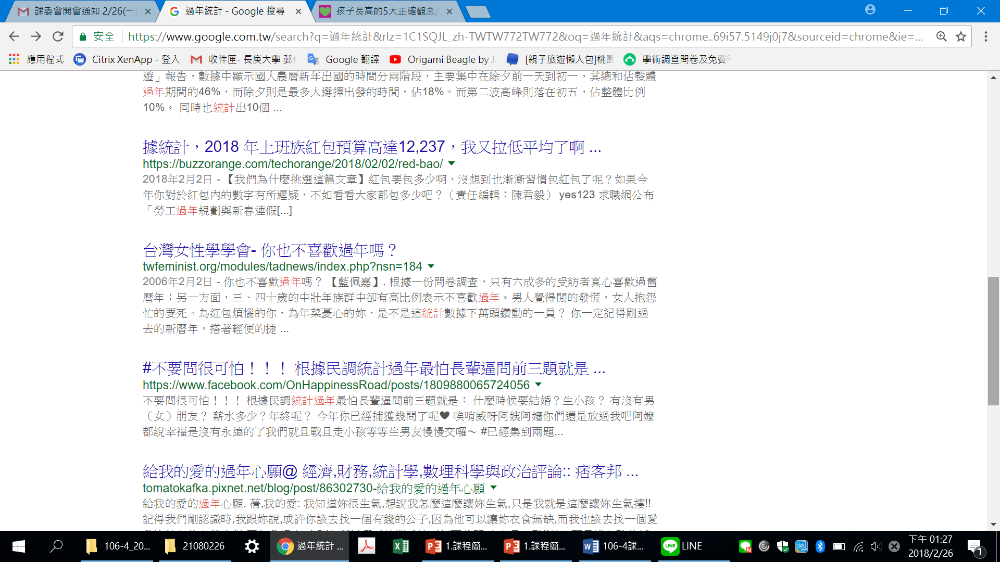 課委會開會通知 2/26(一)
過年統計 - Google 搜尋
孩子長高的5大正確觀念/
安全
https://www.google.com.tw/search?q=過年統計&rlz=1C1SQJL_zh-TWTW772TW772&oq=過年統計&aqs=chrome..69i57.5149j0j7&sourceid=chrome&ie=...
應用程式
Citrix XenApp - 登入
收件匣- 長庚大學 郵
Google 翻譯
Origami Beagle by
[親子旅遊懶人包]桃園
學術調查問卷及免費
遊」報告，數據中顯示國人農曆新年出國的時間分兩階段，主要集中在除夕前一天到初一，其總和佔整體
過年期間的46%，而除夕則是最多人選擇出發的時間，佔18%。而第二波高峰則落在初五，佔整體比例
10%。 同時也統計出10個 ...
據統計，2018 年上班族紅包預算高達12,237，我又拉低平均了啊 ...
https://buzzorange.com/techorange/2018/02/02/red-bao/
2018年2月2日 - 【我們為什麼挑選這篇文章】紅包要包多少啊，沒想到也漸漸習慣包紅包了呢？如果今
年你對於紅包內的數字有所遲疑，不如看看大家都包多少吧？（責任編輯：陳君毅） yes123 求職網公布
「勞工過年規劃與新春連假[...]
台灣女性學學會- 你也不喜歡過年嗎？
twfeminist.org/modules/tadnews/index.php?nsn=184
2006年2月2日 - 你也不喜歡過年嗎？ 【藍佩嘉】. 根據一份問卷調查，只有六成多的受訪者真心喜歡過舊
曆年；另一方面，三、四十歲的中壯年族群中卻有高比例表示不喜歡過年。男人覺得閒的發慌，女人抱怨
忙的要死。為紅包煩惱的你，為年菜憂心的妳，是不是這統計數據下萬頭鑽動的一員？ 你一定記得剛過
去的新曆年，搭著輕便的捷 ...
#不要問很可怕！！！ 根據民調統計過年最怕長輩逼問前三題就是 ...
https://www.facebook.com/OnHappinessRoad/posts/1809880065724056
不要問很可怕！！！ 根據民調統計過年最怕長輩逼問前三題就是： 什麼時候要結婚？生小孩？ 有沒有男
（女）朋友？ 薪水多少？年終呢？ 今年你已經捕獲幾問了呢♥ 唉唷威呀阿姨阿嬸你們還是放過我吧阿嬤
都說幸福是沒有永遠的了我們就且戰且走小孩等等生男友慢慢交囉～ #已經集到兩題...
給我的愛的過年心願@ 經濟,財務,統計學,數理科學與政治評論:: 痞客邦 ...
tomatokafka.pixnet.net/blog/post/86302730-給我的愛的過年心願
給我的愛的過年心願. 蒨,我的愛: 我知道妳很生氣,想說我怎麼這麼讓妳生氣,只是我就是這麼讓妳生氣摟!!
記得我們剛認識時,我跟妳說,或許你該去找一個有錢的公子,因為他可以讓妳衣食無缺,而我也該去找一個愛
106-4_20...
21080226
過年統計 ...
1.課程簡...
1.課程簡...
106-4課...
LINE
下午 01:27
2018/2/26
1